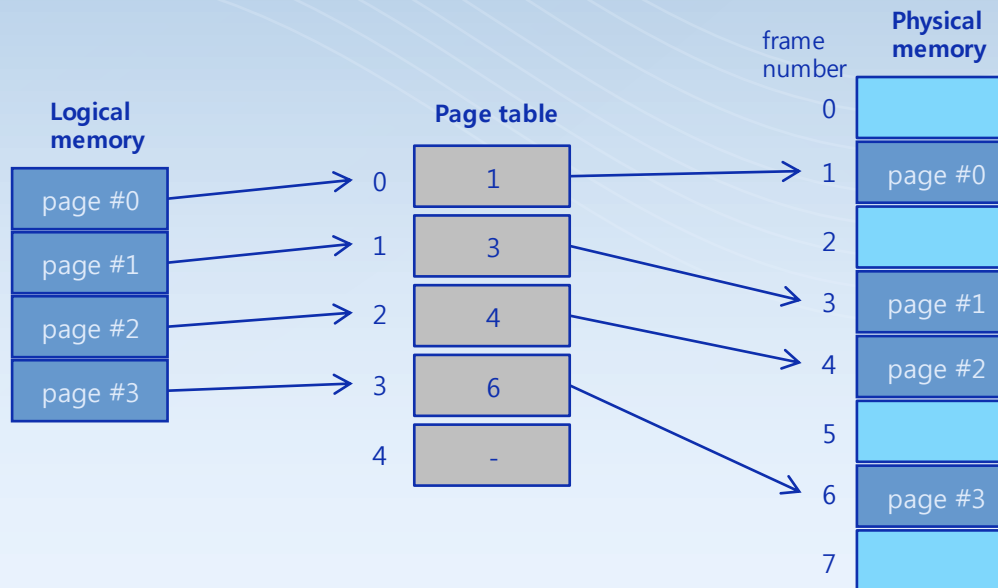 Logical
memory
page #0
page #1
page #2
page #3
Page table
0
1
1
3
2
4
3
6
4
-
frame
number
Physical
memory
0
1
page #0
2
3
page #1
4
page #2
5
6
page #3
7